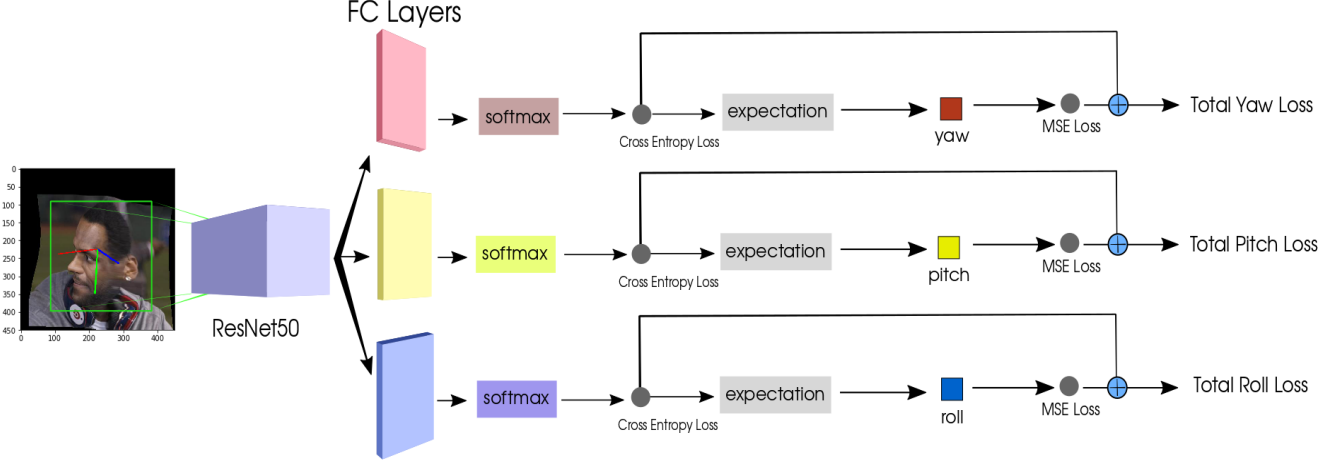 FC Layers
softmax
Cross Entropy Loss
expectation
yaw
MSE Loss
Total Yaw Loss
0
50
100
150
200
250
300
350
400
450
0
100
200
300
400
ResNet50
softmax
Cross Entropy Loss
expectation
pitch
MSE Loss
Total Pitch Loss
softmax
Cross Entropy Loss
expectation
roll
MSE Loss
Total Roll Loss